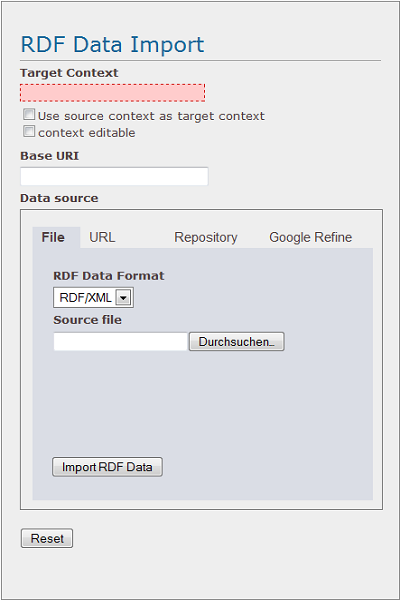 RDF Data Import
Target Context
Use source context as target context
context editable
Base URI
Data source
File URL Repository Google Refine
RDF Data Format
RDF/XML
Source file
Durchsuchen...
Import RDF Data
Reset